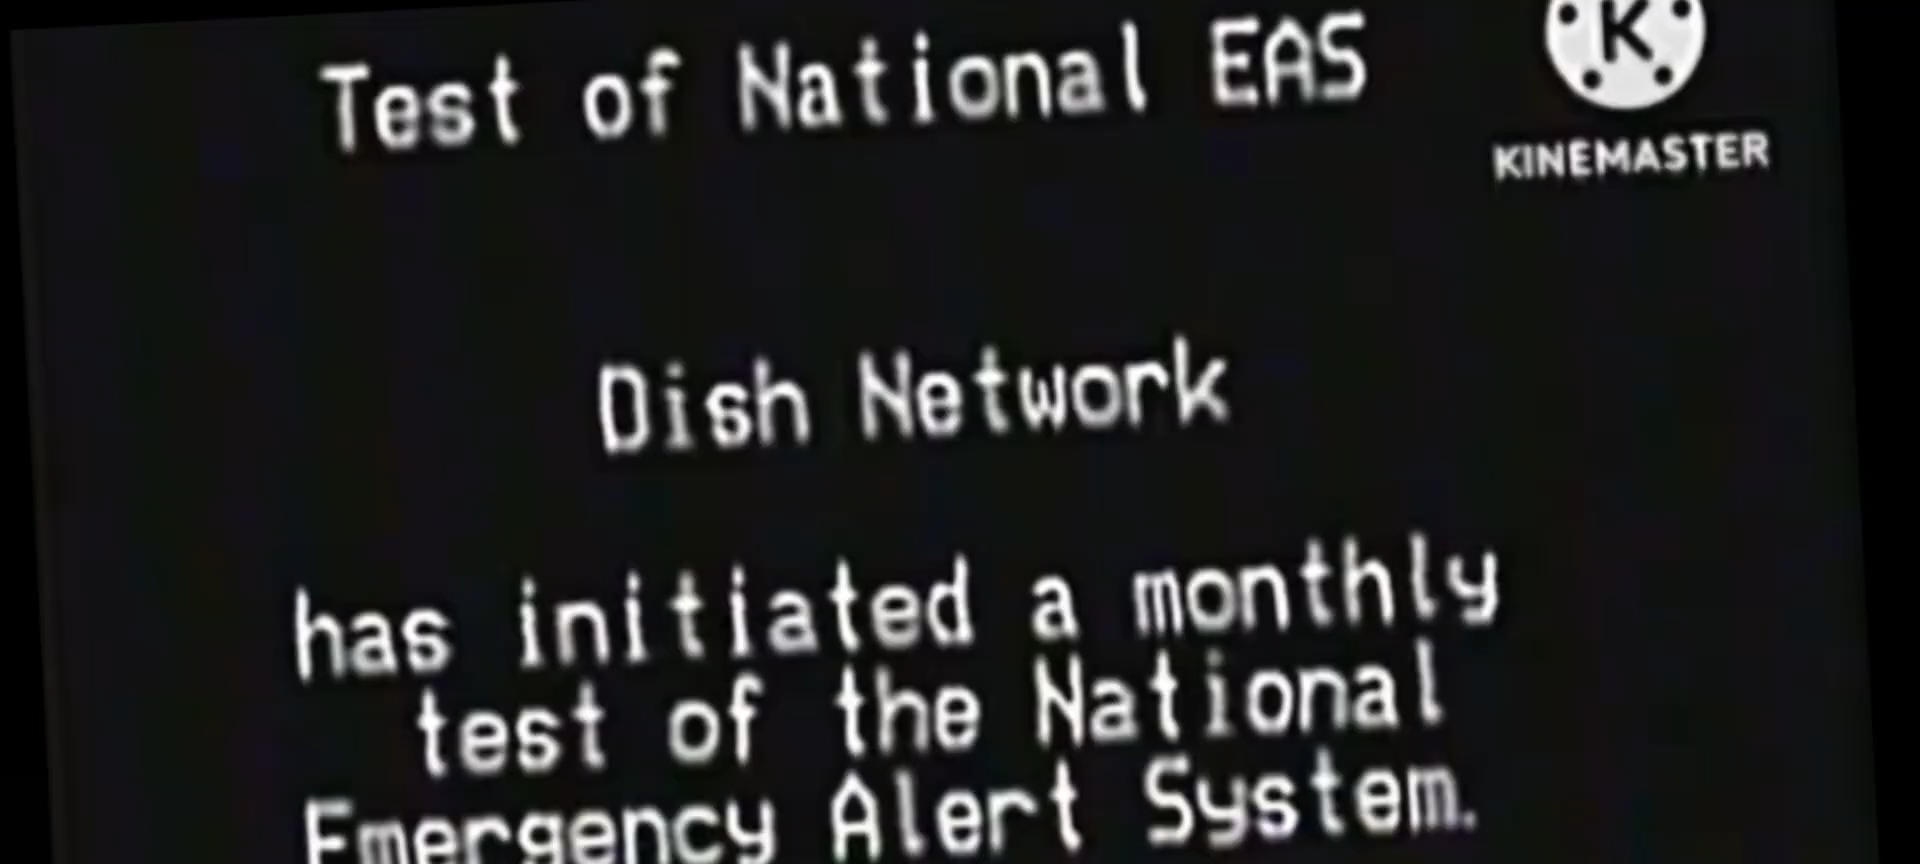 Test of National EAS
K
KINEMASTER
Dish Network
has initiated a monthly
test of the National
Emergency Alert System.